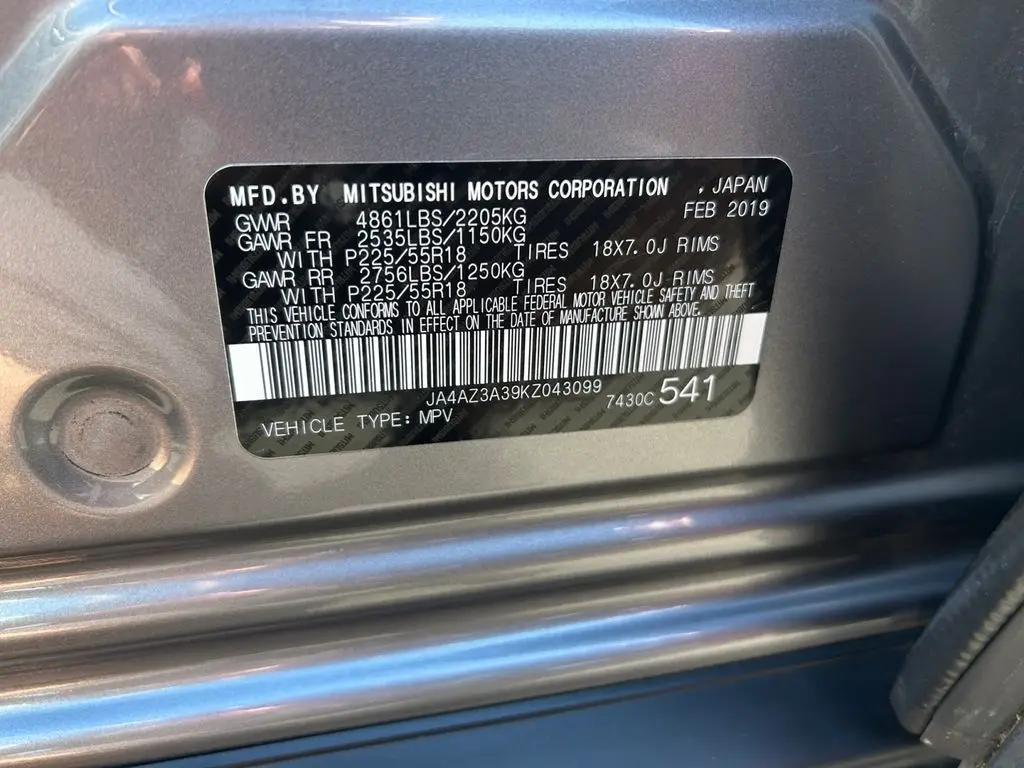 MFD.BY MITSUBISHI MOTORS CORPORATION , JAPAN
FEB 2019
GWWR 4861LBS/2205KG
GAWR FR 2535LBS/1150KG
WITH P225/55R18 TIRES 18X7.0J RIMS
GAWR RR 2756LBS/1250KG
WITH P225/55R18 TIRES 18X7.0J RIMS
THIS VEHICLE CONFORMS TO ALL APPLICABLE FEDERAL MOTOR VEHICLE SAFETY AND THEFT
PREVENTION STANDARDS IN EFFECT ON THE DATE OF MANUFACTURE SHOWN ABOVE.
JA4AZ3A39KZ043099
7430C 541
VEHICLE TYPE: MPV